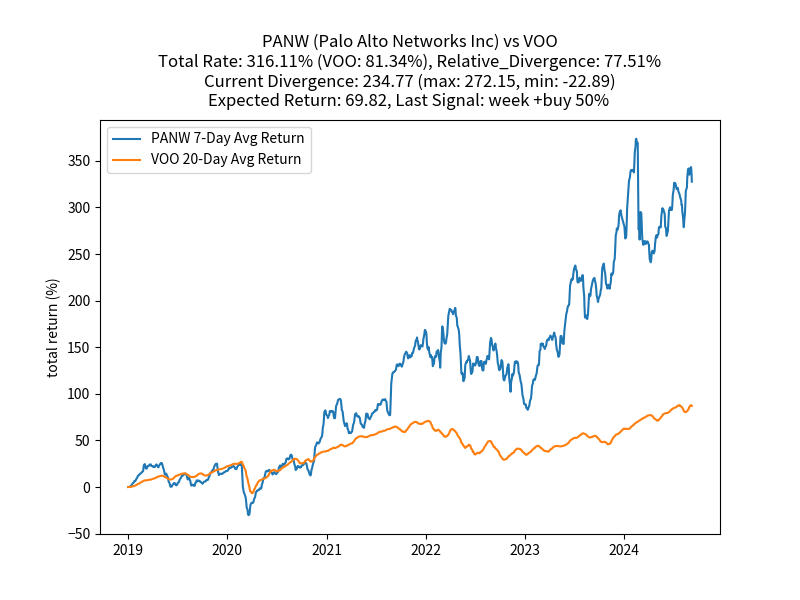 PANW (Palo Alto Networks Inc) vs VOO
Total Rate: 316.11% (VOO: 81.34%), Relative_Divergence: 77.51%
Current Divergence: 234.77 (max: 272.15, min: -22.89)
Expected Return: 69.82, Last Signal: week +buy 50%
PANW 7-Day Avg Return
VOO 20-Day Avg Return
total return (%)
350
300
250
200
150
100
50
0
−50
2019
2020
2021
2022
2023
2024